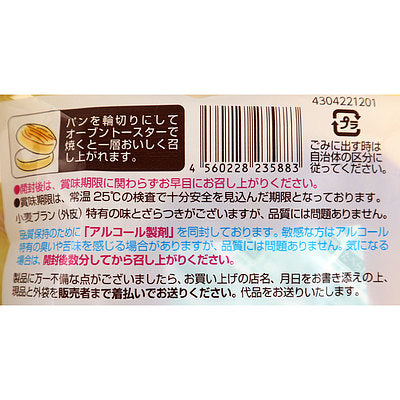 4304221201
パンを輪切りにして
オーブントースターで
焼くと一層おいしく召
し上がれます。
4 560228 235883
プラ
ごみに出す時は
自治体の区分に
従ってください。
●開封後は、賞味期限に関わらずお早目にお召し上がりください。
●賞味期限は、常温25℃の検査で十分安全を見込んだ期限となっております。
小麦ブラン（外皮）特有の味とざらつきがございますが、品質には問題ありません。
品質保持のために「アルコール製剤」を同封しております。敏感な方はアルコール
特有の臭いや苦味を感じる場合がありますが、品質には問題ありません。気になる
場合は、開封後数分してから召し上がりください。
製品に万一不備な点がございましたら、お買い上げの店名、月日をお書き添えの上、
現品と外袋を販売者まで着払いでお送りください。代品をお送りいたします。